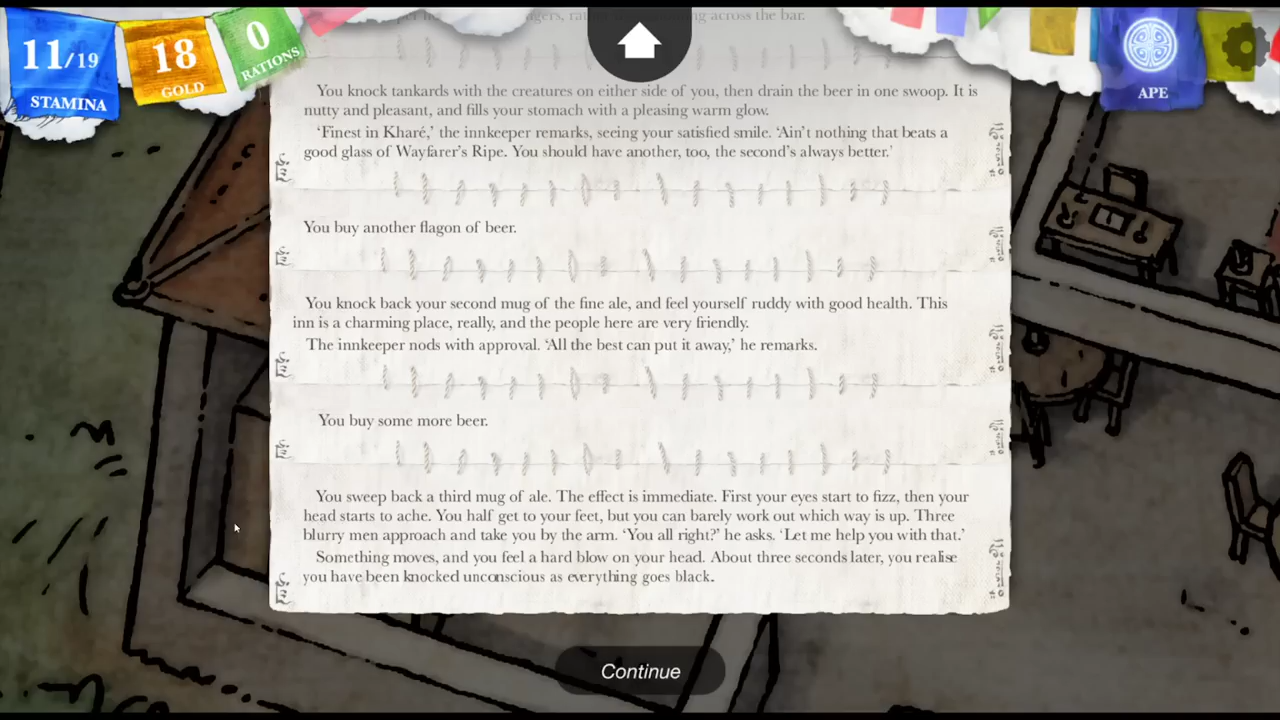 11/19
STAMINA
18
GOLD
0
RATIONS
APE
across the bar.
You knock tankards with the creatures on either side of you, then drain the beer in one swoop. It is
nutty and pleasant, and fills your stomach with a pleasing warm glow.
‘Finest in Kharé,’ the innkeeper remarks, seeing your satisfied smile. ‘Ain’t nothing that beats a
good glass of Wayfarer’s Ripe. You should have another, too, the second’s always better.’
You buy another flagon of beer.
You knock back your second mug of the fine ale, and feel yourself ruddy with good health. This
inn is a charming place, really, and the people here are very friendly.
The innkeeper nods with approval. ‘All the best can put it away,’ he remarks.
You buy some more beer.
You sweep back a third mug of ale. The effect is immediate. First your eyes start to fizz, then your
head starts to ache. You half get to your feet, but you can barely work out which way is up. Three
blurry men approach and take you by the arm. ‘You all right?’ he asks. ‘Let me help you with that.’
Something moves, and you feel a hard blow on your head. About three seconds later, you realise
you have been knocked unconscious as everything goes black.
Continue